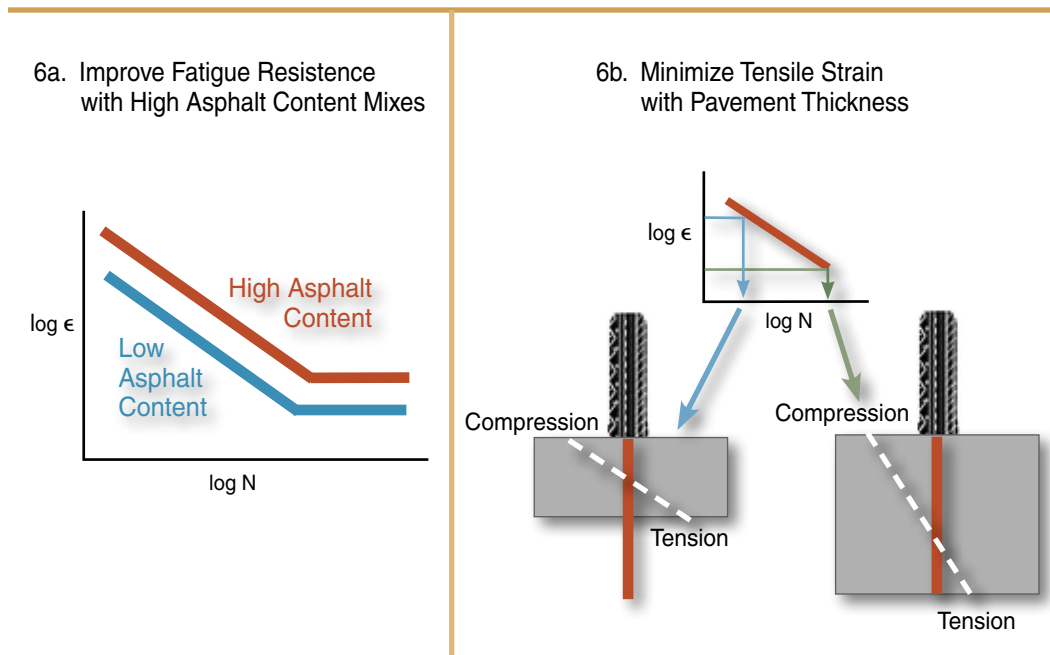 6a. Improve Fatigue Resistence
with High Asphalt Content Mixes
log ϵ
High Asphalt
Content
Low
Asphalt
Content
log N
6b. Minimize Tensile Strain
with Pavement Thickness
log ϵ
log N
Compression
Tension
Compression
Tension